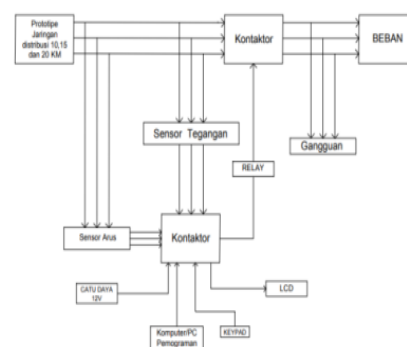 Prototipe
Jaringan
distribusi 10,15
dan 20 KM
Kontaktor
BEBAN
Sensor Tegangan
Gangguan
RELAY
Sensor Arus
Kontaktor
CATU DAYA
12V
LCD
Komputer/PC
Pemograman
KEYPAD